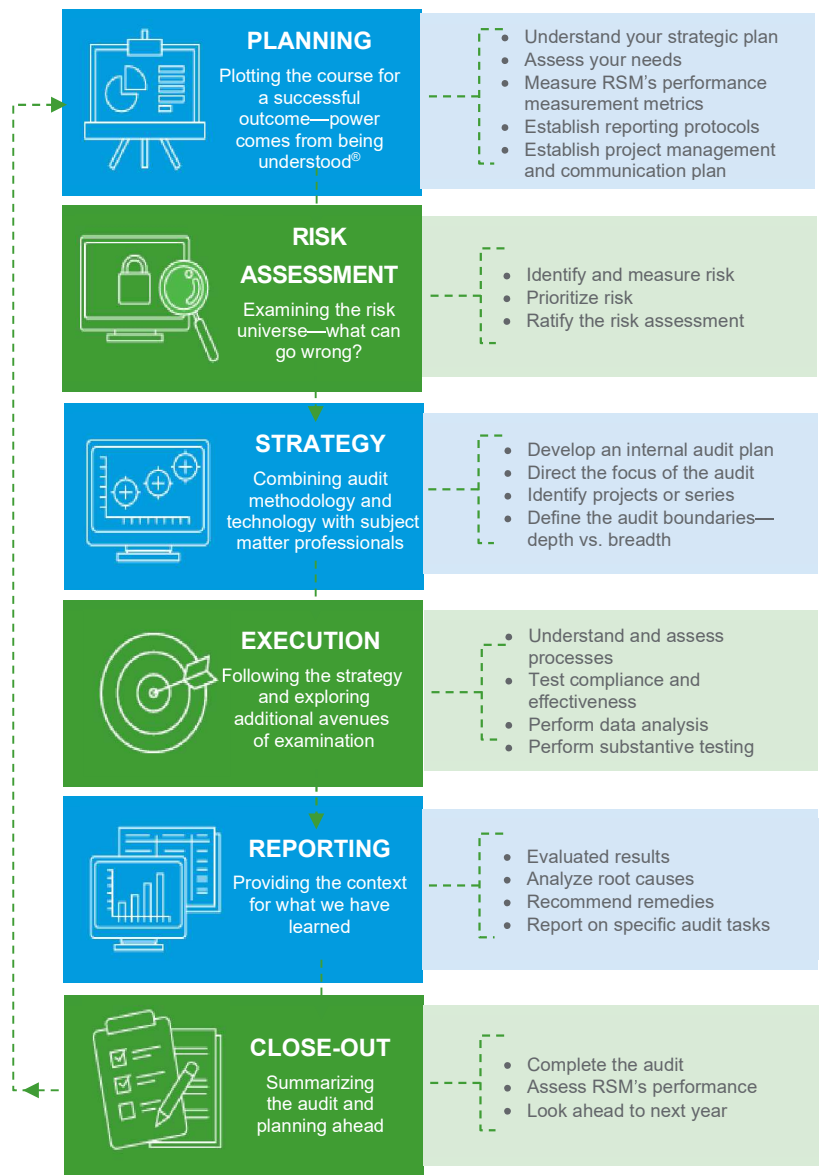 PLANNING
Plotting the course for
a successful
outcome—power
comes from being
understood®
• Understand your strategic plan
• Assess your needs
• Measure RSM's performance
measurement metrics
• Establish reporting protocols
• Establish project management
and communication plan
RISK
ASSESSMENT
Examining the risk
universe—what can
go wrong?
• Identify and measure risk
• Prioritize risk
• Ratify the risk assessment
STRATEGY
Combining audit
methodology and
technology with subject
matter professionals
• Develop an internal audit plan
• Direct the focus of the audit
• Identify projects or series
• Define the audit boundaries—
depth vs. breadth
EXECUTION
Following the strategy
and exploring
additional avenues
of examination
• Understand and assess
processes
• Test compliance and
effectiveness
• Perform data analysis
• Perform substantive testing
REPORTING
Providing the context
for what we have
learned
• Evaluated results
• Analyze root causes
• Recommend remedies
• Report on specific audit tasks
CLOSE-OUT
Summarizing
the audit and
planning ahead
• Complete the audit
• Assess RSM's performance
• Look ahead to next year